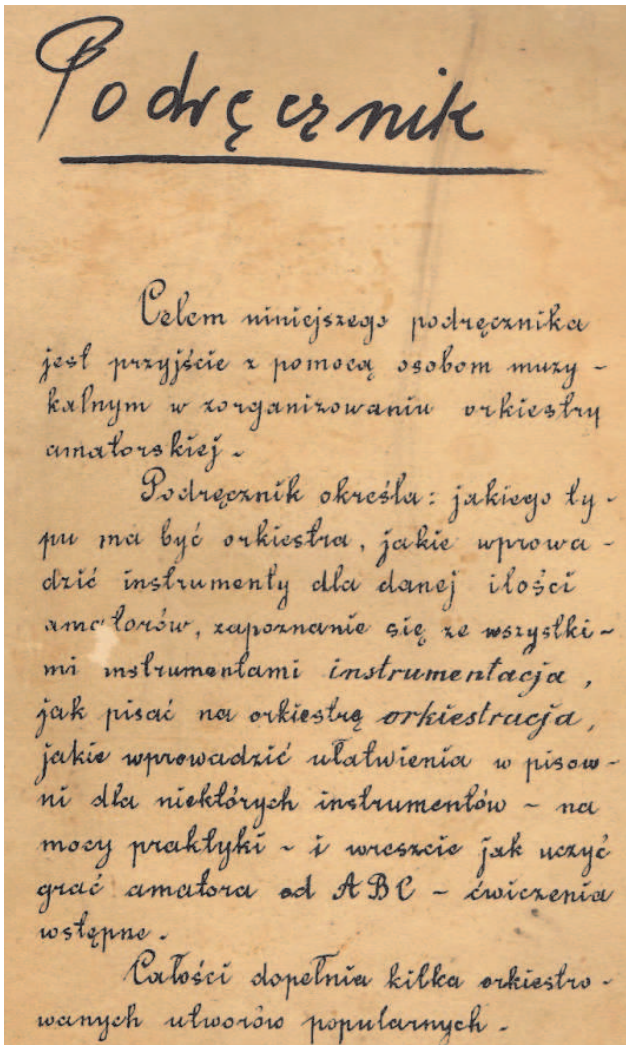 Podręcznik
Celem niniejszego podręcznika
jest przyjście z pomocą osobom muzy-
kalnym w zorganizowaniu orkiestry
amatorskiej.
Podręcznik określa: jakiego ty-
pu ma być orkiestra, jakie wprowa-
dzić instrumenty dla danej ilości
amatorów, zapoznanie się ze wszystki-
mi instrumentami instrumentacja,
jak pisać na orkiestrę orkiestracja,
jakie wprowadzić ułatwienia w pisow-
ni dla niektórych instrumentów - na
mocy praktyki - i wreszcie jak uczyć
grać amatora od ABC - ćwiczenia
wstępne.
Całości dopełnia kilka orkiestro-
wanych utworów popularnych.